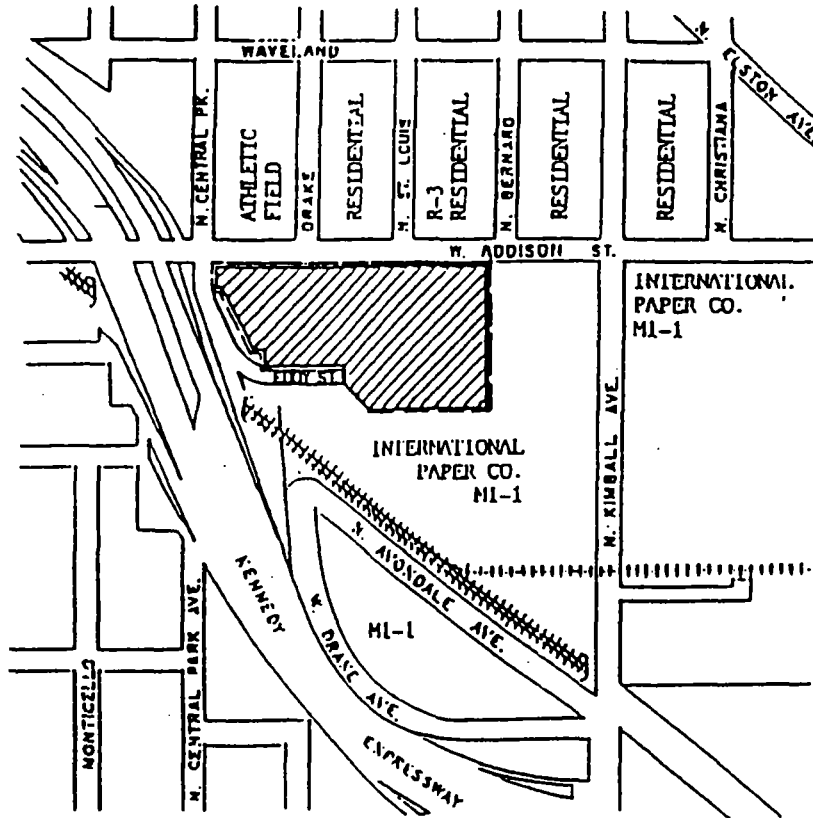 WAVELAND
N. ELSTON AVE.
N. CENTRAL PK.
ATHLETIC
FIELD
DRAKE
RESIDENTIAL
N. ST. LOUIS
R-3
RESIDENTIAL
N. BERNARD
RESIDENTIAL
RESIDENTIAL
N. CHRISTIANA
W. ADDISON ST.
INTERNATIONAL
PAPER CO.
M1-1
EDDY ST.
INTERNATIONAL
PAPER CO.
M1-1
N. KIMBALL AVE.
N. AVONDALE AVE.
KENNEDY
EXPRESSWAY
W. DRAKE AVE.
M1-1
MONTICELLO
N. CENTRAL PARK AVE.